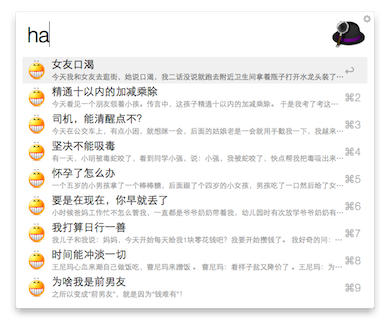 ha
女友口渴
今天我和女友去逛街，她说口渴，我二话没说就跑去附近卫生间拿着瓶子打开水龙头装了…
精通十以内的加减乘除
⌘2
今天看见一个朋友领着小孩。传言中，这孩子精通十以内的加减乘除。 于是我考了考这…
司机，能清醒点不?
⌘3
今天在公交车上，有点小困，就想眯一会，后面的姑娘老是一会就用手戳我一下，我越来…
坚决不能吸毒
⌘4
有一天，小明被毒蛇咬了，看到同学小强，说：小强，我被蛇咬了，快点帮我把毒吸出来…
怀孕了怎么办
⌘5
一个五岁的小男孩拿了一个棒棒糖，后面跟了个四岁的小女孩，男孩吃了一口然后给了女…
要是在现在，你早就丢了
⌘6
小时候爸妈工作忙不怎么管我，一直都是爷爷奶奶带着我，幼儿园时有次放学爷爷奶奶有…
我打算日行一善
⌘7
我儿子和我说：妈妈，今天开始每天给我1块零花钱吧？我要开始攒钱了。 我好奇的问：…
时间能冲淡一切
⌘8
王尼玛心血来潮自己做饭吃，曹尼玛来蹭饭 。 曹尼玛：看样子盐又降价了 。王尼玛：为…
为啥我是前男友
⌘9
之所以变成"前男友"，就是因为"钱难有"！